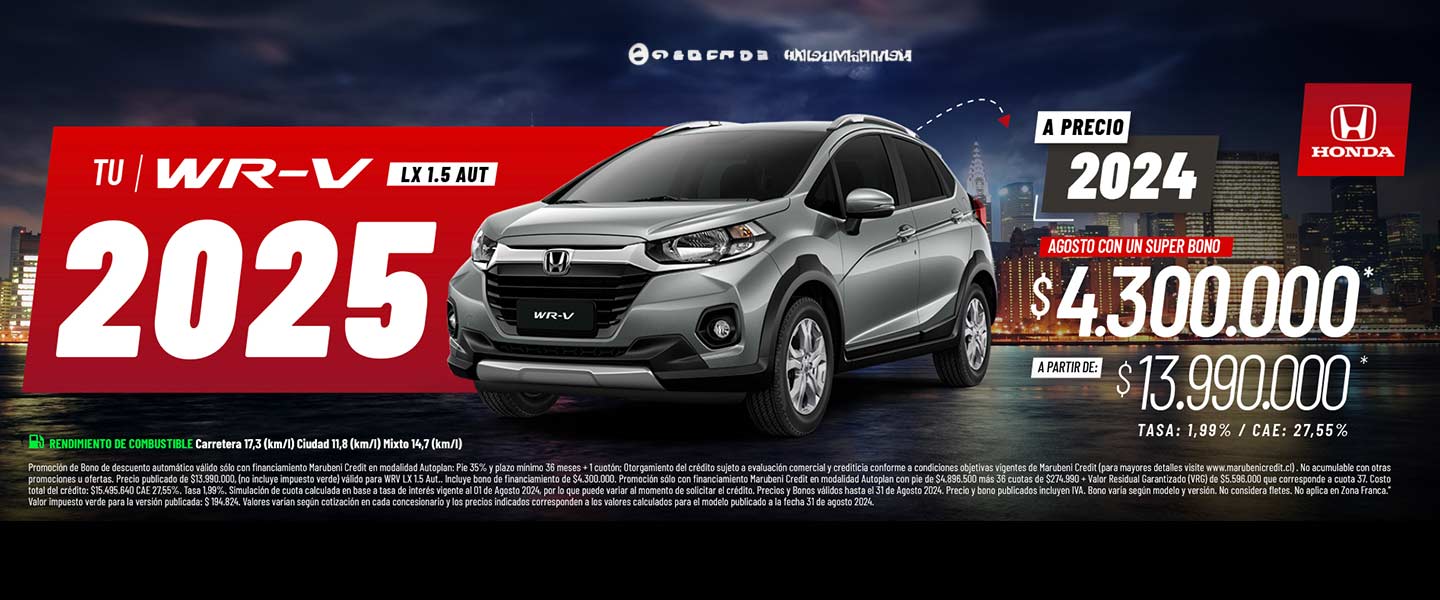 TU | WR-V LX 1.5 AUT
2025
WR-V
A PRECIO
2024
HONDA
AGOSTO CON UN SUPER BONO
$4.300.000*
A PARTIR DE: $13.990.000*
TASA: 1,99% / CAE: 27,55%
RENDIMIENTO DE COMBUSTIBLE Carretera 17,3 (km/l) Ciudad 11,8 (km/l) Mixto 14,7 (km/l)
Promoción de Bono de descuento automático válido sólo con financiamiento Marubeni Credit en modalidad Autoplan: Pie 35% y plazo mínimo 36 meses + 1 cuotón; Otorgamiento del crédito sujeto a evaluación comercial y crediticia conforme a condiciones objetivas vigentes de Marubeni Credit (para mayores detalles visite www.marubenicredit.cl) . No acumulable con otras
promociones u ofertas. Precio publicado de $13.990.000, (no incluye impuesto verde) válido para WRV LX 1.5 Aut.. Incluye bono de financiamiento de $4.300.000. Promoción sólo con financiamiento Marubeni Credit en modalidad Autoplan con pie de $4.896.500 más 36 cuotas de $274.990 + Valor Residual Garantizado (VRG) de $5.596.000 que corresponde a cuota 37. Costo
total del crédito: $15.495.640 CAE 27,55%. Tasa 1,99%. Simulación de cuota calculada en base a tasa de interés vigente al 01 de Agosto 2024, por lo que puede variar al momento de solicitar el crédito. Precios y Bonos válidos hasta el 31 de Agosto 2024. Precio y bono publicados incluyen IVA. Bono varía según modelo y versión. No considera fletes. No aplica en Zona Franca."
Valor impuesto verde para la versión publicada: $ 194.824. Valores varían según cotización en cada concesionario y los precios indicados corresponden a los valores calculados para el modelo publicado a la fecha 31 de agosto 2024.